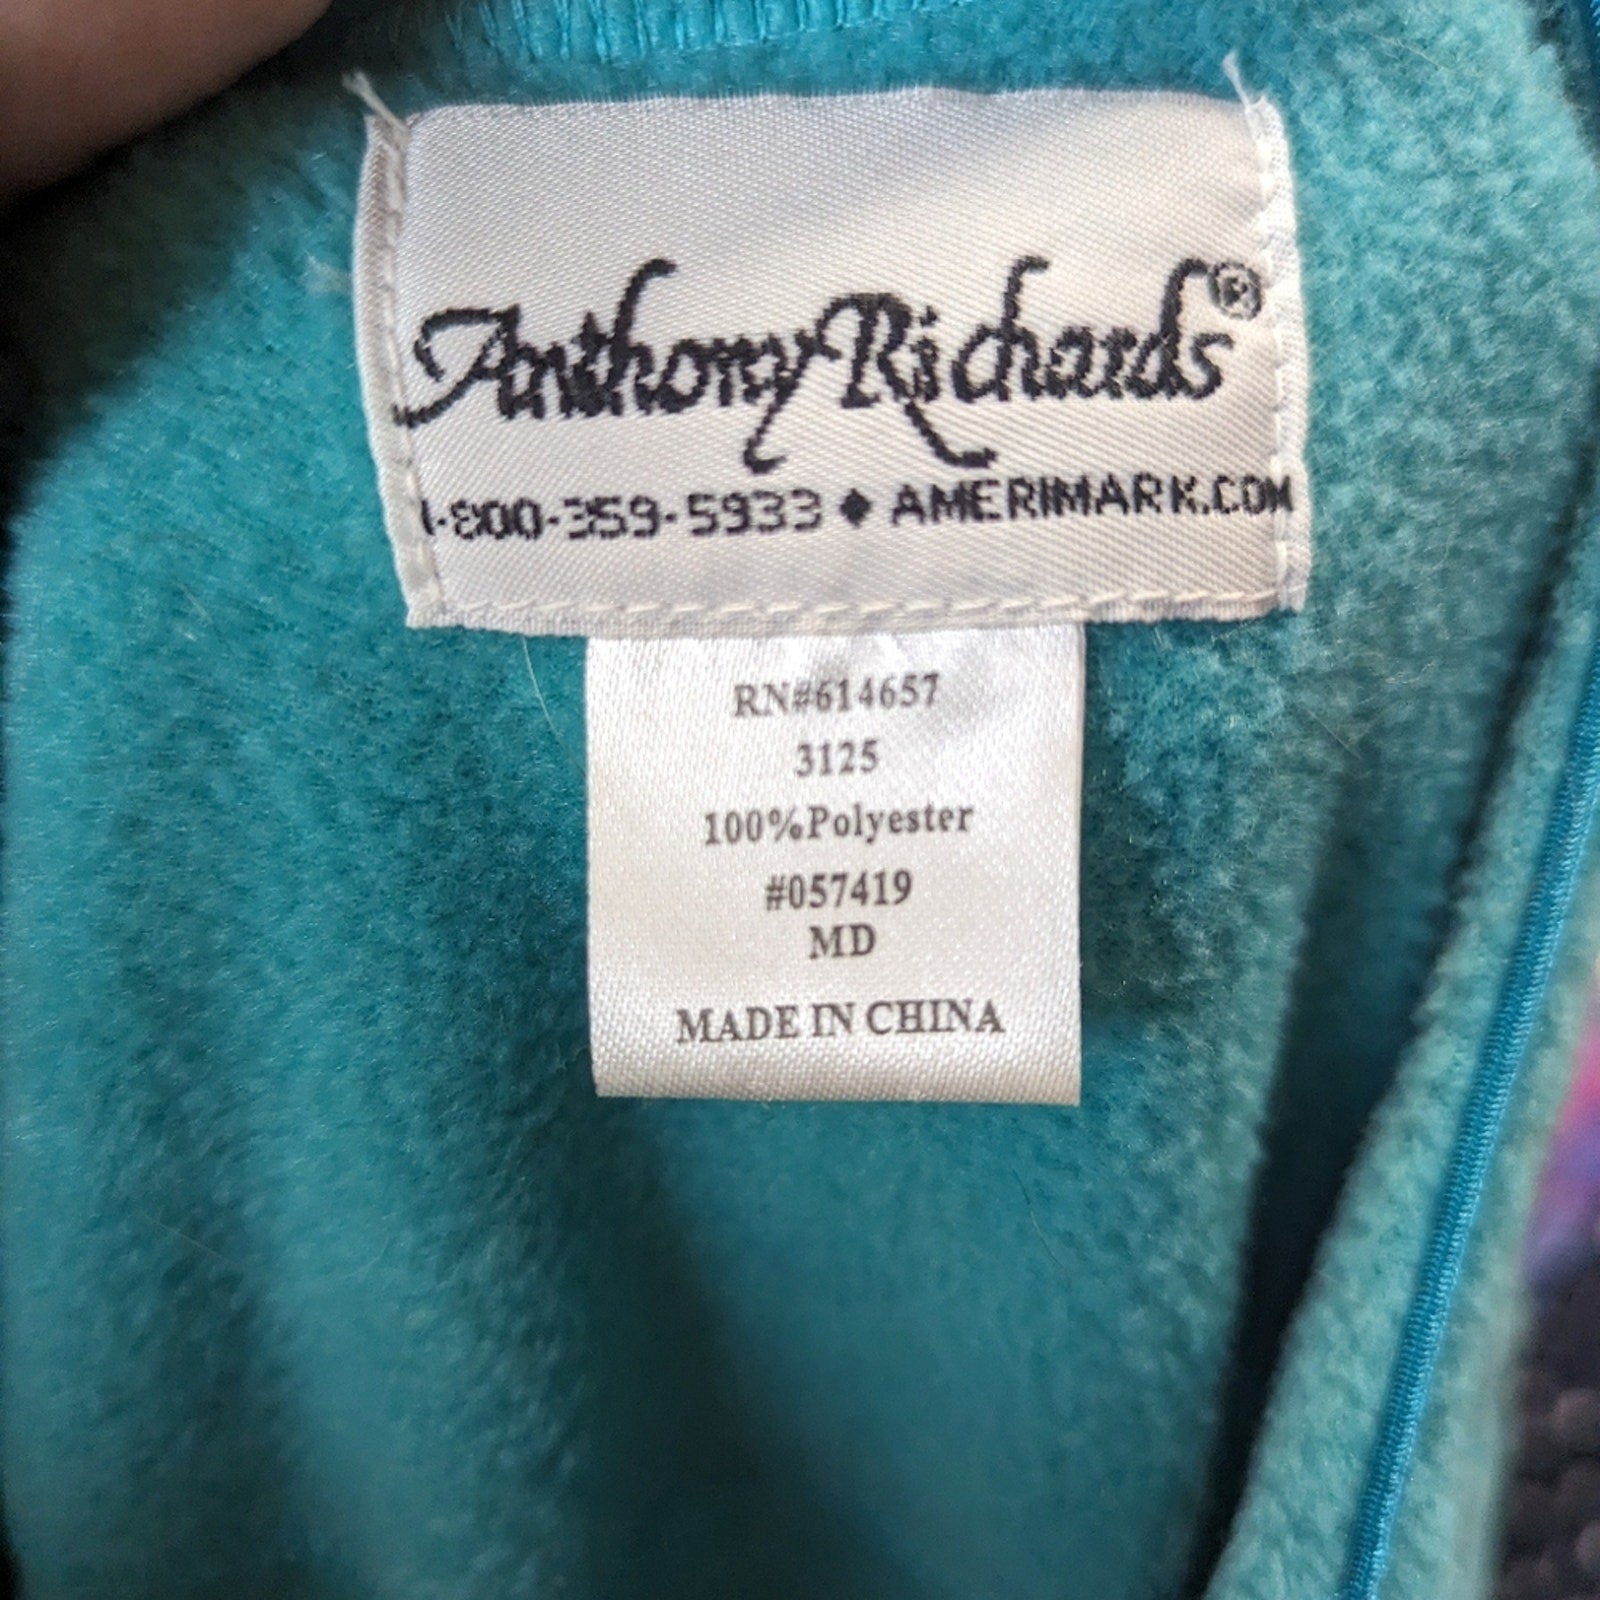 Anthony Richards®
1-800-359-5933 ◆ AMERIMARK.COM
RN#614657
3125
100%Polyester
#057419
MD
MADE IN CHINA